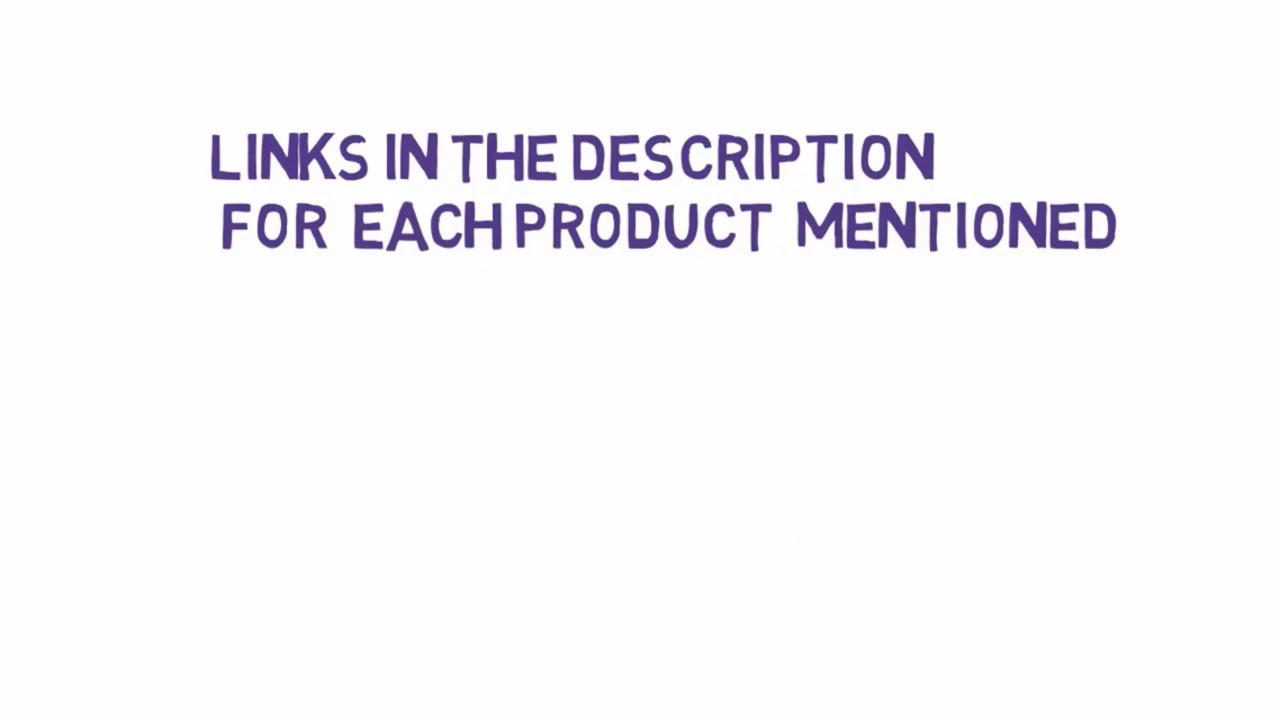 LINKS IN THE DESCRIPTION
FOR EACH PRODUCT MENTIONED